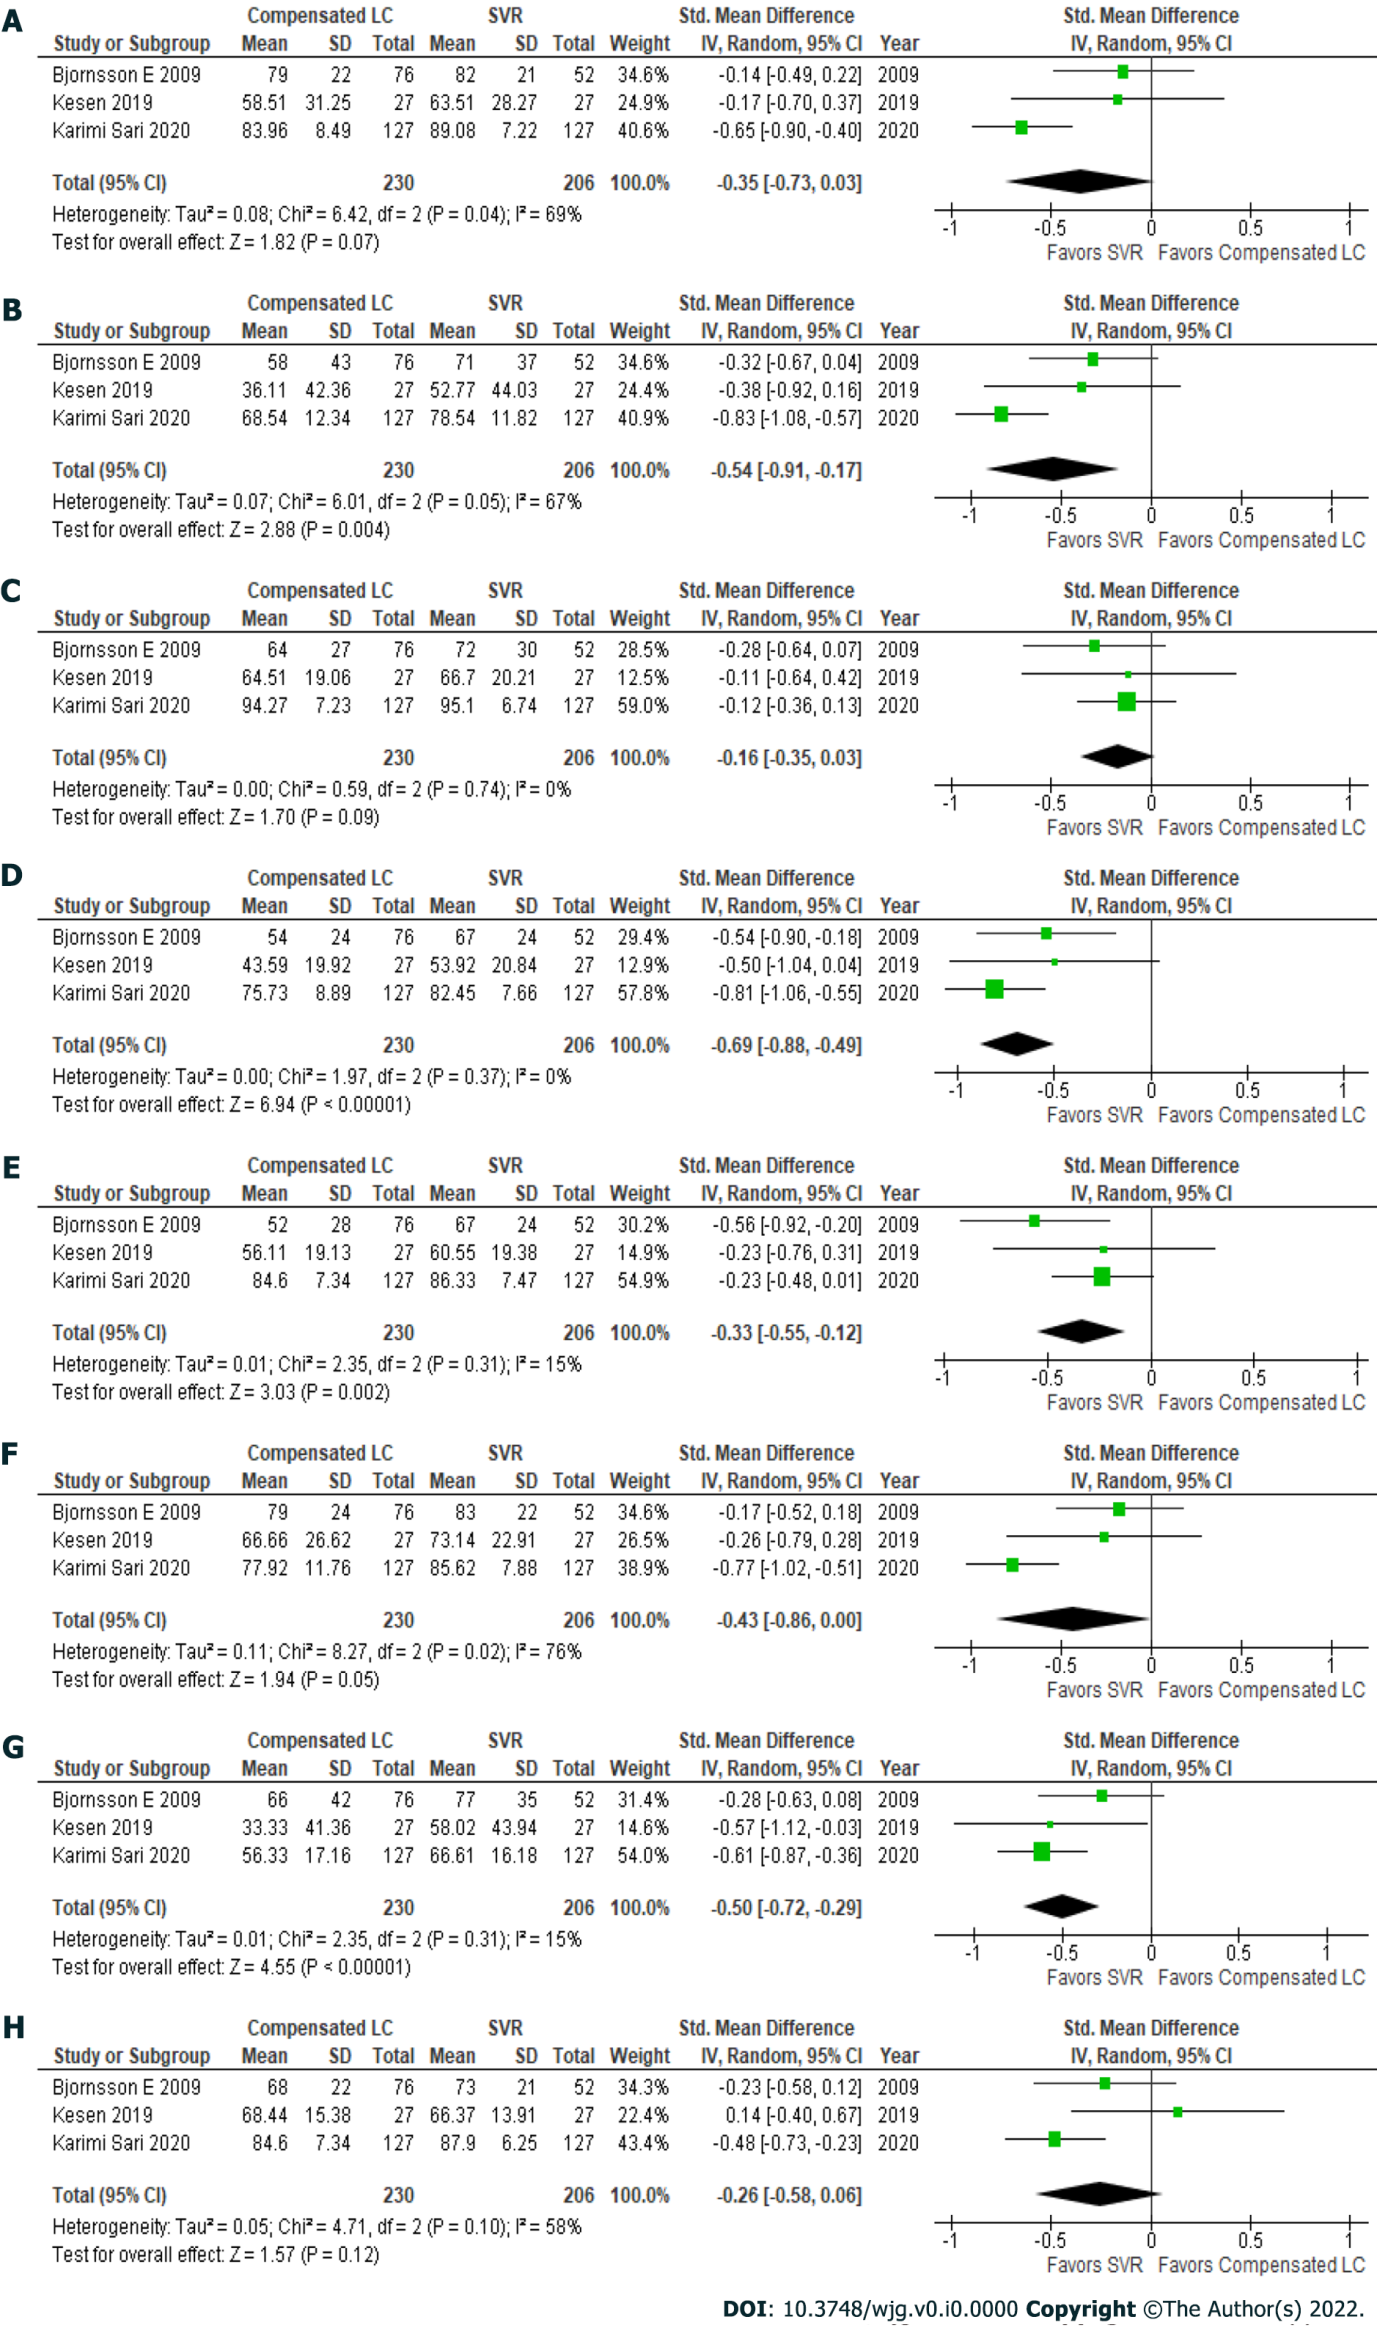 A
Compensated LC SVR Std. Mean Difference Std. Mean Difference
Study or Subgroup Mean SD Total Mean SD Total Weight IV, Random, 95% CI Year IV, Random, 95% CI
Bjornsson E 2009 79 22 76 82 21 52 34.6% -0.14 [-0.49, 0.22] 2009
Kesen 2019 58.51 31.25 27 63.51 28.27 27 24.9% -0.17 [-0.70, 0.37] 2019
Karimi Sari 2020 83.96 8.49 127 89.08 7.22 127 40.6% -0.65 [-0.90, -0.40] 2020
Total (95% CI) 230 206 100.0% -0.35 [-0.73, 0.03]
Heterogeneity: Tau² = 0.08; Chi² = 6.42, df = 2 (P = 0.04); I² = 69%
-1 -0.5 0 0.5 1
Test for overall effect: Z = 1.82 (P = 0.07)
Favors SVR Favors Compensated LC
B
Compensated LC SVR Std. Mean Difference Std. Mean Difference
Study or Subgroup Mean SD Total Mean SD Total Weight IV, Random, 95% CI Year IV, Random, 95% CI
Bjornsson E 2009 58 43 76 71 37 52 34.6% -0.32 [-0.67, 0.04] 2009
Kesen 2019 36.11 42.36 27 52.77 44.03 27 24.4% -0.38 [-0.92, 0.16] 2019
Karimi Sari 2020 68.54 12.34 127 78.54 11.82 127 40.9% -0.83 [-1.08, -0.57] 2020
Total (95% CI) 230 206 100.0% -0.54 [-0.91, -0.17]
Heterogeneity: Tau² = 0.07; Chi² = 6.01, df = 2 (P = 0.05); I² = 67%
-1 -0.5 0 0.5 1
Test for overall effect: Z = 2.88 (P = 0.004)
Favors SVR Favors Compensated LC
C
Compensated LC SVR Std. Mean Difference Std. Mean Difference
Study or Subgroup Mean SD Total Mean SD Total Weight IV, Random, 95% CI Year IV, Random, 95% CI
Bjornsson E 2009 64 27 76 72 30 52 28.5% -0.28 [-0.64, 0.07] 2009
Kesen 2019 64.51 19.06 27 66.7 20.21 27 12.5% -0.11 [-0.64, 0.42] 2019
Karimi Sari 2020 94.27 7.23 127 95.1 6.74 127 59.0% -0.12 [-0.36, 0.13] 2020
Total (95% CI) 230 206 100.0% -0.16 [-0.35, 0.03]
Heterogeneity: Tau² = 0.00; Chi² = 0.59, df = 2 (P = 0.74); I² = 0%
-1 -0.5 0 0.5 1
Test for overall effect: Z = 1.70 (P = 0.09)
Favors SVR Favors Compensated LC
D
Compensated LC SVR Std. Mean Difference Std. Mean Difference
Study or Subgroup Mean SD Total Mean SD Total Weight IV, Random, 95% CI Year IV, Random, 95% CI
Bjornsson E 2009 54 24 76 67 24 52 29.4% -0.54 [-0.90, -0.18] 2009
Kesen 2019 43.59 19.92 27 53.92 20.84 27 12.9% -0.50 [-1.04, 0.04] 2019
Karimi Sari 2020 75.73 8.89 127 82.45 7.66 127 57.8% -0.81 [-1.06, -0.55] 2020
Total (95% CI) 230 206 100.0% -0.69 [-0.88, -0.49]
Heterogeneity: Tau² = 0.00; Chi² = 1.97, df = 2 (P = 0.37); I² = 0%
-1 -0.5 0 0.5 1
Test for overall effect: Z = 6.94 (P < 0.00001)
Favors SVR Favors Compensated LC
E
Compensated LC SVR Std. Mean Difference Std. Mean Difference
Study or Subgroup Mean SD Total Mean SD Total Weight IV, Random, 95% CI Year IV, Random, 95% CI
Bjornsson E 2009 52 28 76 67 24 52 30.2% -0.56 [-0.92, -0.20] 2009
Kesen 2019 56.11 19.13 27 60.55 19.38 27 14.9% -0.23 [-0.76, 0.31] 2019
Karimi Sari 2020 84.6 7.34 127 86.33 7.47 127 54.9% -0.23 [-0.48, 0.01] 2020
Total (95% CI) 230 206 100.0% -0.33 [-0.55, -0.12]
Heterogeneity: Tau² = 0.01; Chi² = 2.35, df = 2 (P = 0.31); I² = 15%
-1 -0.5 0 0.5 1
Test for overall effect: Z = 3.03 (P = 0.002)
Favors SVR Favors Compensated LC
F
Compensated LC SVR Std. Mean Difference Std. Mean Difference
Study or Subgroup Mean SD Total Mean SD Total Weight IV, Random, 95% CI Year IV, Random, 95% CI
Bjornsson E 2009 79 24 76 83 22 52 34.6% -0.17 [-0.52, 0.18] 2009
Kesen 2019 66.66 26.62 27 73.14 22.91 27 26.5% -0.26 [-0.79, 0.28] 2019
Karimi Sari 2020 77.92 11.76 127 85.62 7.88 127 38.9% -0.77 [-1.02, -0.51] 2020
Total (95% CI) 230 206 100.0% -0.43 [-0.86, 0.00]
Heterogeneity: Tau² = 0.11; Chi² = 8.27, df = 2 (P = 0.02); I² = 76%
-1 -0.5 0 0.5 1
Test for overall effect: Z = 1.94 (P = 0.05)
Favors SVR Favors Compensated LC
G
Compensated LC SVR Std. Mean Difference Std. Mean Difference
Study or Subgroup Mean SD Total Mean SD Total Weight IV, Random, 95% CI Year IV, Random, 95% CI
Bjornsson E 2009 66 42 76 77 35 52 31.4% -0.28 [-0.63, 0.08] 2009
Kesen 2019 33.33 41.36 27 58.02 43.94 27 14.6% -0.57 [-1.12, -0.03] 2019
Karimi Sari 2020 56.33 17.16 127 66.61 16.18 127 54.0% -0.61 [-0.87, -0.36] 2020
Total (95% CI) 230 206 100.0% -0.50 [-0.72, -0.29]
Heterogeneity: Tau² = 0.01; Chi² = 2.35, df = 2 (P = 0.31); I² = 15%
-1 -0.5 0 0.5 1
Test for overall effect: Z = 4.55 (P < 0.00001)
Favors SVR Favors Compensated LC
H
Compensated LC SVR Std. Mean Difference Std. Mean Difference
Study or Subgroup Mean SD Total Mean SD Total Weight IV, Random, 95% CI Year IV, Random, 95% CI
Bjornsson E 2009 68 22 76 73 21 52 34.3% -0.23 [-0.58, 0.12] 2009
Kesen 2019 68.44 15.38 27 66.37 13.91 27 22.4% 0.14 [-0.40, 0.67] 2019
Karimi Sari 2020 84.6 7.34 127 87.9 6.25 127 43.4% -0.48 [-0.73, -0.23] 2020
Total (95% CI) 230 206 100.0% -0.26 [-0.58, 0.06]
Heterogeneity: Tau² = 0.05; Chi² = 4.71, df = 2 (P = 0.10); I² = 58%
-1 -0.5 0 0.5 1
Test for overall effect: Z = 1.57 (P = 0.12)
Favors SVR Favors Compensated LC
DOI: 10.3748/wjg.v0.i0.0000 Copyright ©The Author(s) 2022.